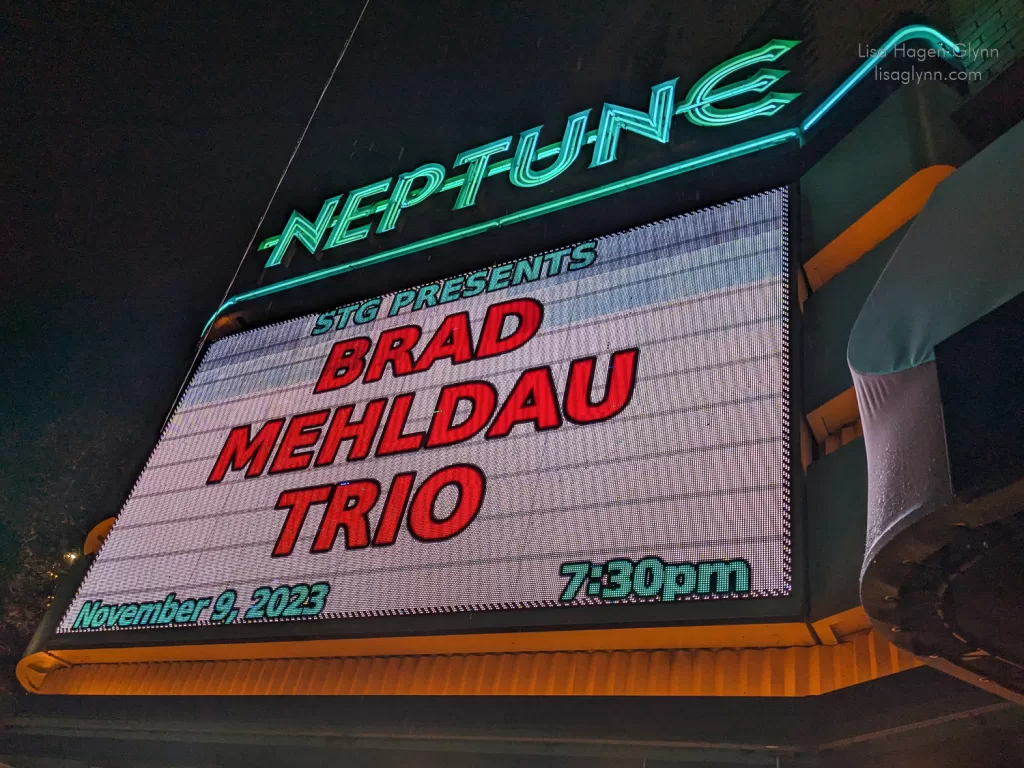 Lisa Hagen Glynn
lisaglynn.com
NEPTUNE
STG PRESENTS
BRAD
MEHLDAU
TRIO
November 9, 2023
7:30pm